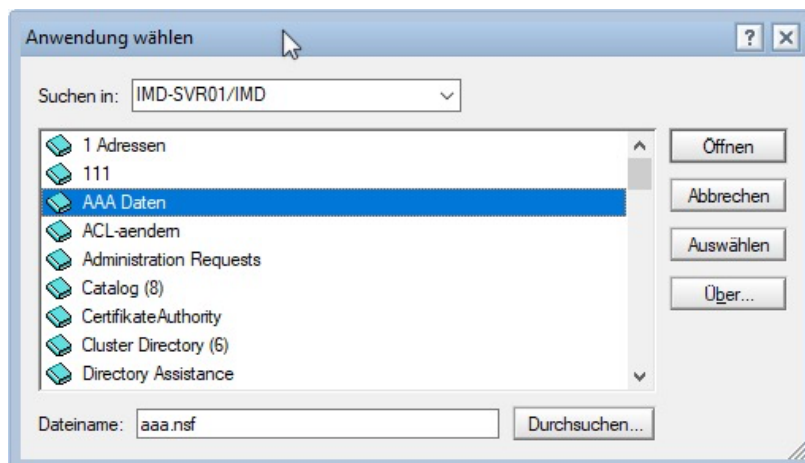 Anwendung wählen
Suchen in: IMD-SVR01/IMD
1 Adressen
111
AAA Daten
ACL-aendern
Administration Requests
Catalog (8)
CertifikateAuthority
Cluster Directory (6)
Directory Assistance
Öffnen
Abbrechen
Auswählen
Über...
Dateiname: aaa.nsf Durchsuchen...